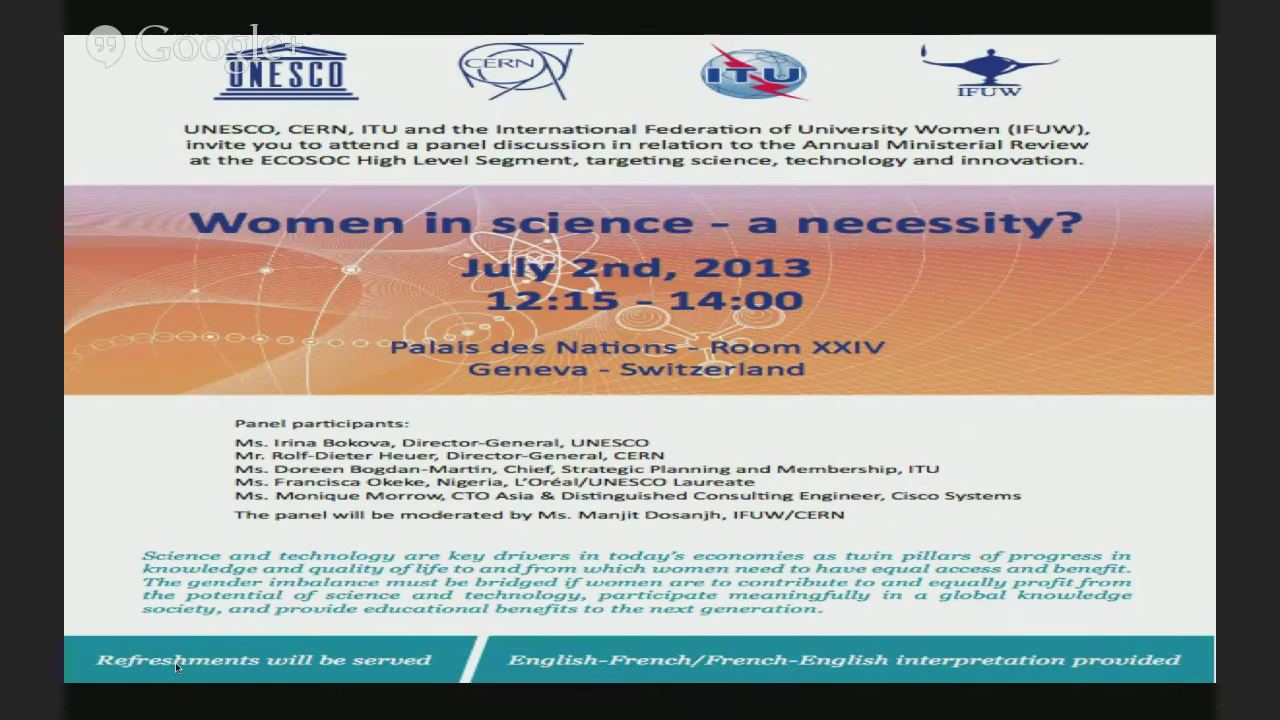 Google+
UNESCO
CERN
ITU
IFUW
UNESCO, CERN, ITU and the International Federation of University Women (IFUW),
invite you to attend a panel discussion in relation to the Annual Ministerial Review
at the ECOSOC High Level Segment, targeting science, technology and innovation.
Women in science - a necessity?
July 2nd, 2013
12:15 - 14:00
Palais des Nations - Room XXIV
Geneva - Switzerland
Panel participants:
Ms. Irina Bokova, Director-General, UNESCO
Mr. Rolf-Dieter Heuer, Director-General, CERN
Ms. Doreen Bogdan-Martin, Chief, Strategic Planning and Membership, ITU
Ms. Francisca Okeke, Nigeria, L'Oréal/UNESCO Laureate
Ms. Monique Morrow, CTO Asia & Distinguished Consulting Engineer, Cisco Systems
The panel will be moderated by Ms. Manjit Dosanjh, IFUW/CERN
Science and technology are key drivers in today's economies as twin pillars of progress in
knowledge and quality of life to and from which women need to have equal access and benefit.
The gender imbalance must be bridged if women are to contribute to and equally profit from
the potential of science and technology, participate meaningfully in a global knowledge
society, and provide educational benefits to the next generation.
Refreshments will be served
English-French/French-English interpretation provided